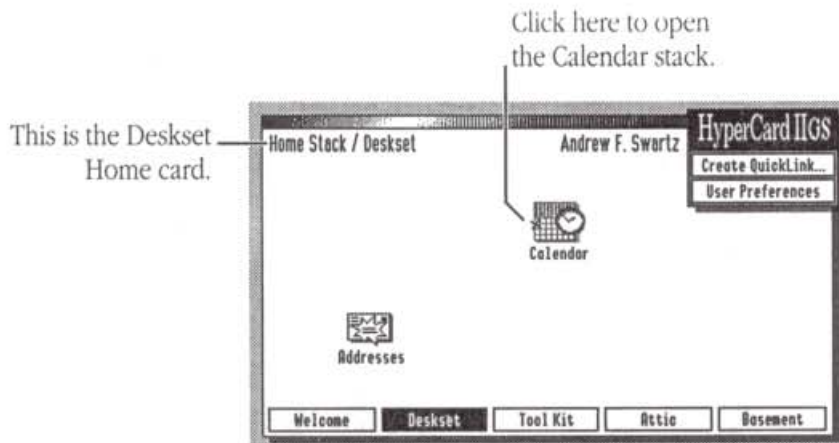 Click here to open
the Calendar stack.
This is the Deskset
Home card.
Home Stack / Deskset
Andrew F. Swartz
HyperCard IIGS
Create QuickLink...
User Preferences
Calendar
Addresses
Welcome
Deskset
Tool Kit
Attic
Basement